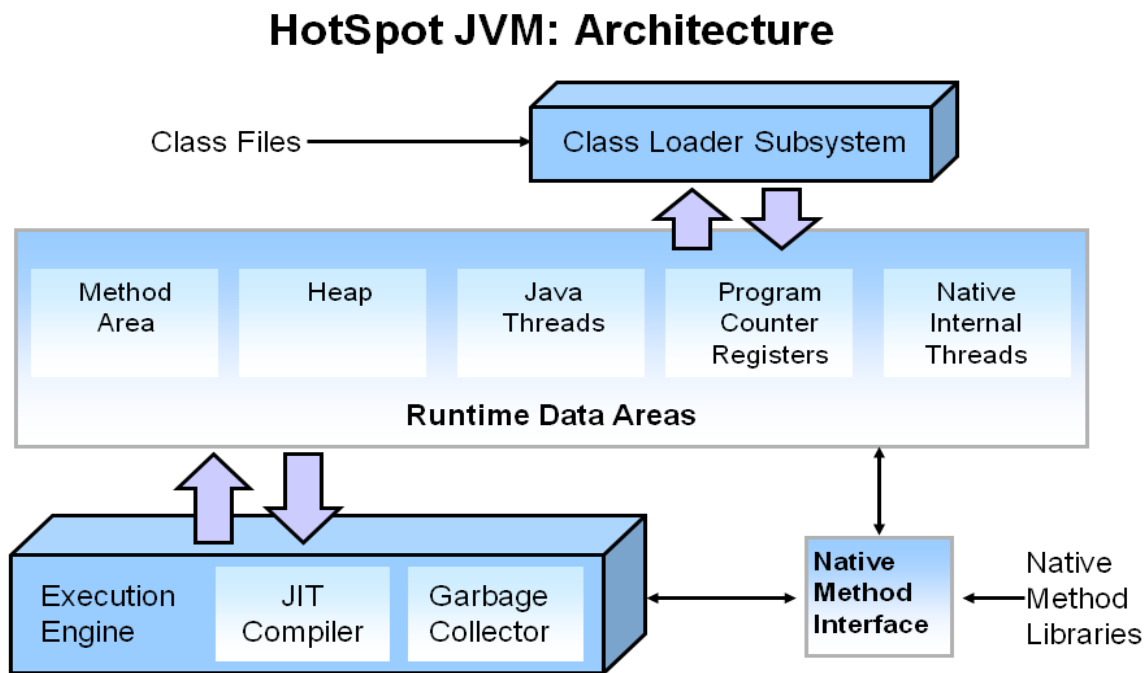 HotSpot JVM: Architecture
Class Files
Class Loader Subsystem
Method
Area
Heap
Java
Threads
Program
Counter
Registers
Native
Internal
Threads
Runtime Data Areas
Execution
Engine
JIT
Compiler
Garbage
Collector
Native
Method
Interface
Native
Method
Libraries